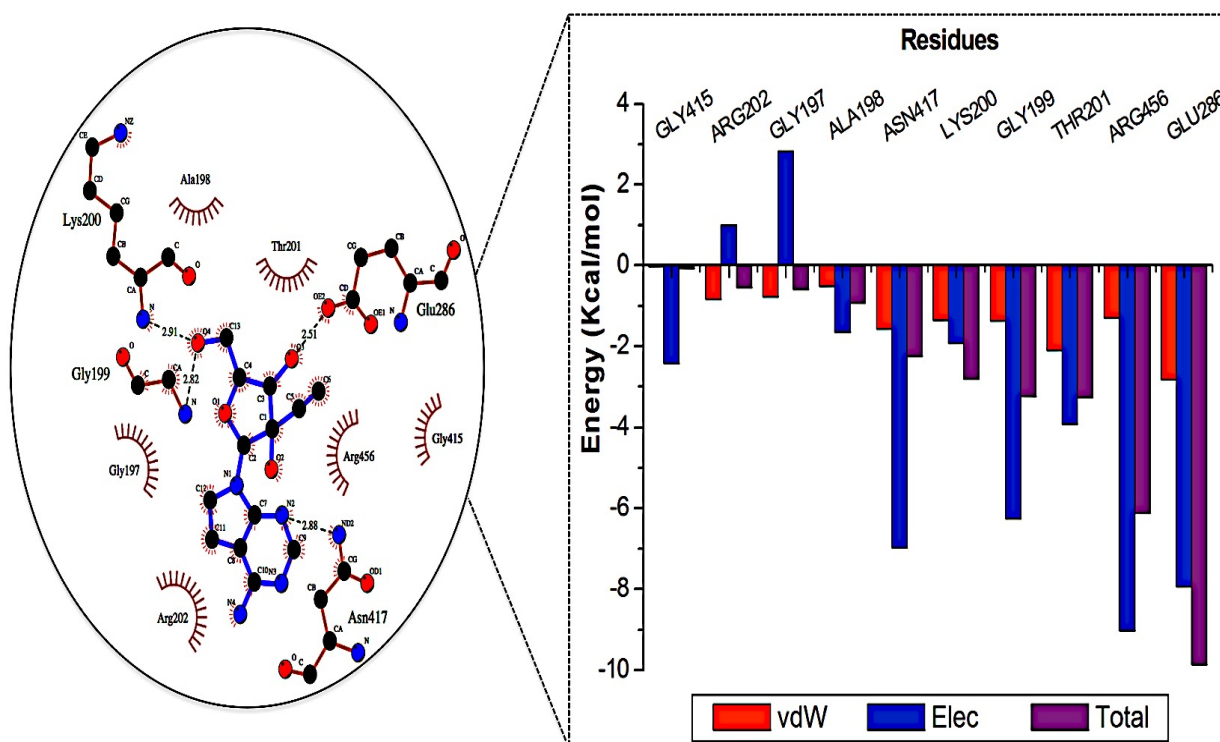 NZ
CE
CD
CG
Lys200
CB
C
O
CA
N
Ala198
Thr201
CG
CB
O
CA
C
CD
OE2
OE1
N
Glu286
2.91
O4
C13
2.51
O3
O
Gly199
C
CA
2.82
N
C4
C3
C6
C5
O1
C1
C2
O2
Gly197
Arg456
Gly415
N1
C12
C7
N2
2.88
ND2
C11
C8
C9
CG
OD1
C10
N3
CB
N4
Arg202
Asn417
CA
N
O
C
Residues
GLY415
ARG202
GLY197
ALA198
ASN417
LYS200
GLY199
THR201
ARG456
GLU286
Energy (Kcal/mol)
4
2
0
-2
-4
-6
-8
-10
vdW
Elec
Total